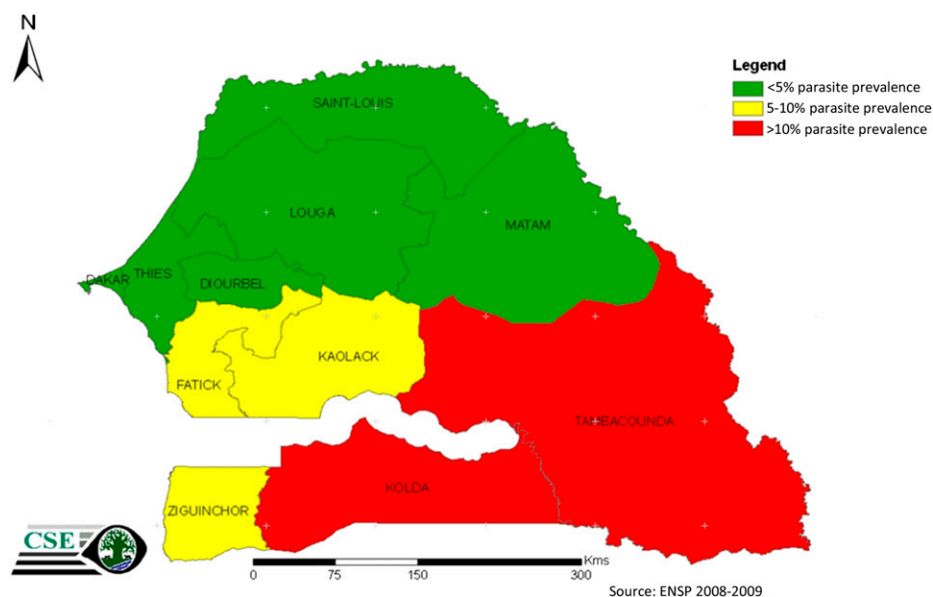 N
Legend
<5% parasite prevalence
5-10% parasite prevalence
>10% parasite prevalence
SAINT-LOUIS
LOUGA
MATAM
DAKAR
THIES
DIOURBEL
KAOLACK
FATICK
TAMBACOUNDA
KOLDA
ZIGUINCHOR
CSE
Kms
0 75 150 300
Source: ENSP 2008-2009